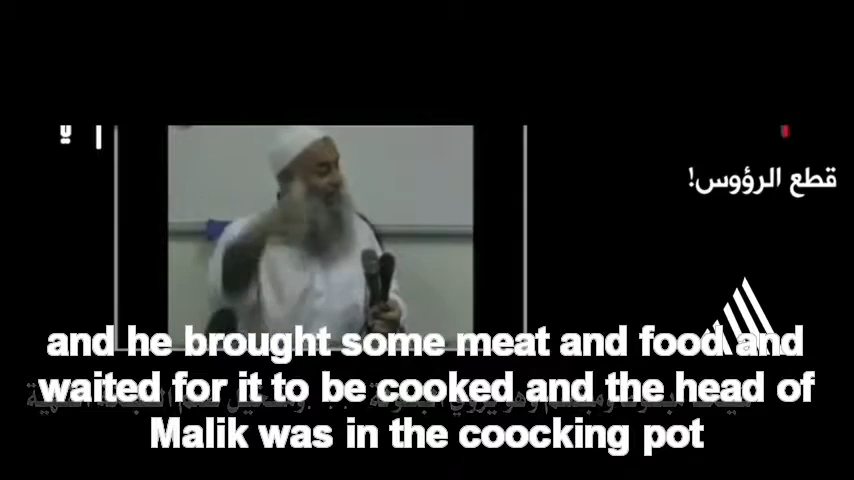 قطع الرؤوس!
and he brought some meat and food and
waited for it to be cooked and the head of
Malik was in the coocking pot